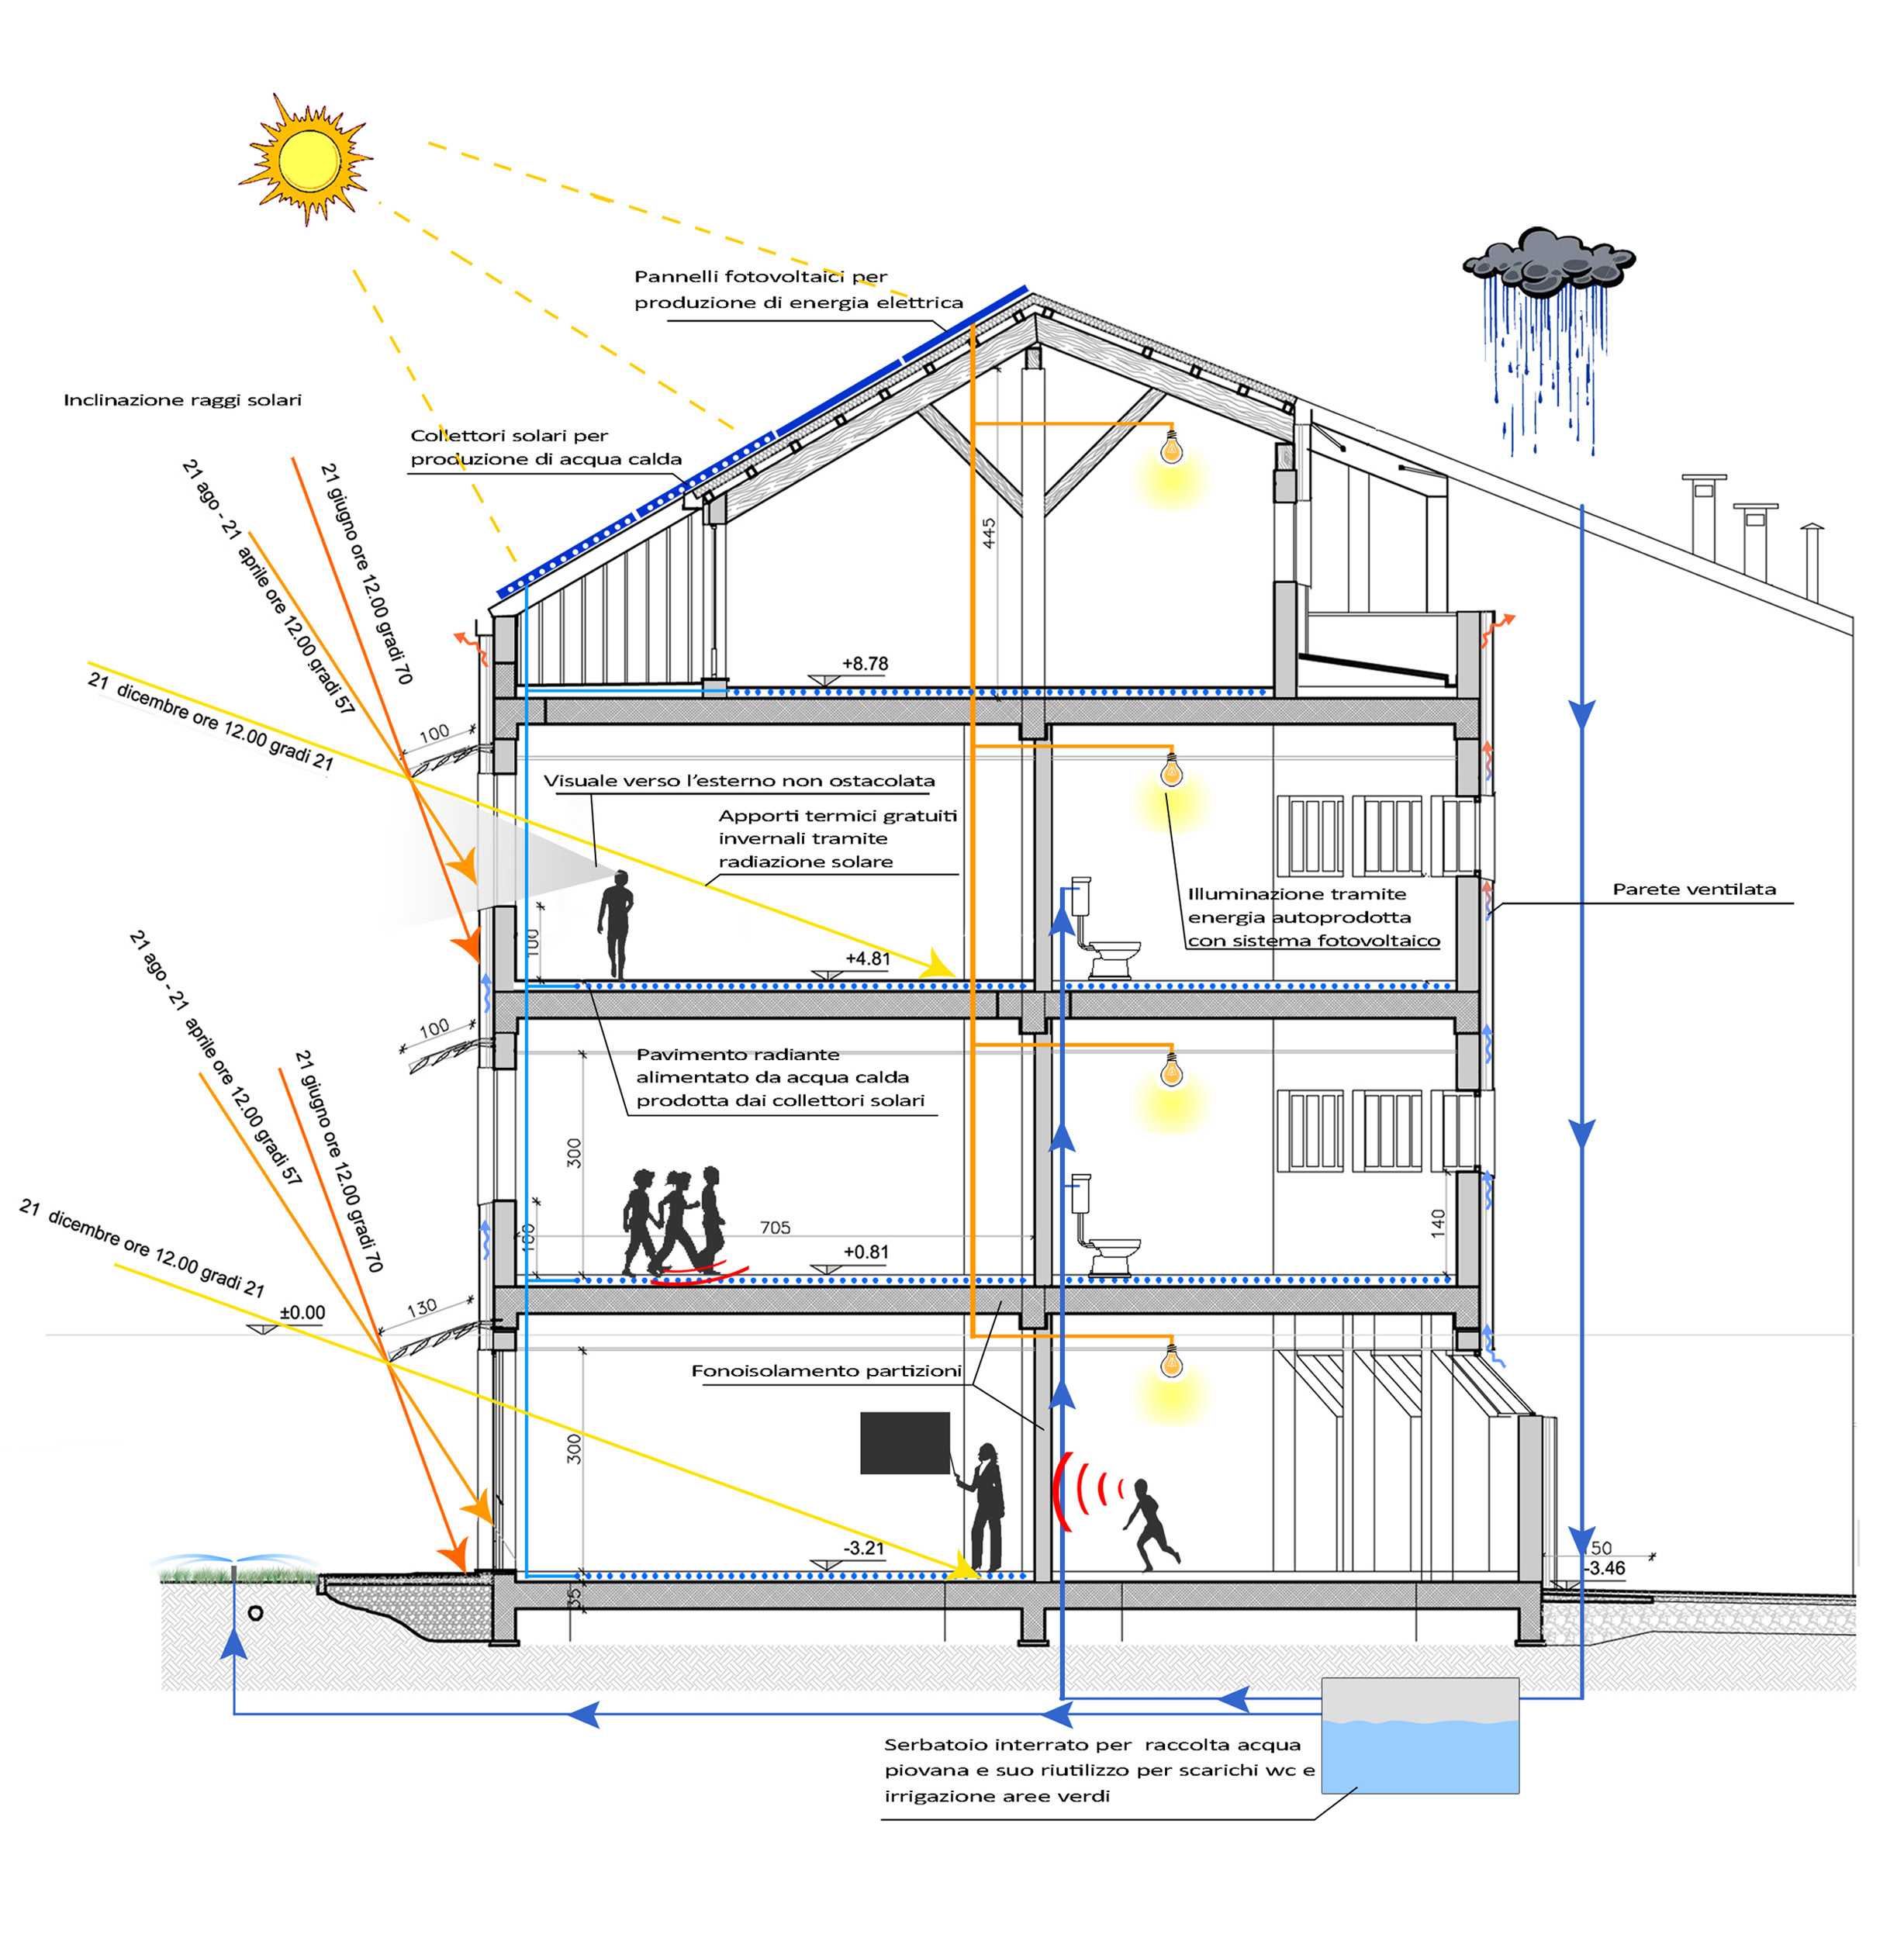 Pannelli fotovoltaici per
produzione di energia elettrica
Inclinazione raggi solari
Collettori solari per
produzione di acqua calda
21 ago - 21 aprile ore 12.00 gradi 57
21 giugno ore 12.00 gradi 70
21 dicembre ore 12.00 gradi 21
445
+8.78
100
Visuale verso l'esterno non ostacolata
Apporti termici gratuiti
invernali tramite
radiazione solare
Illuminazione tramite
energia autoprodotta
con sistema fotovoltaico
Parete ventilata
100
+4.81
21 ago - 21 aprile ore 12.00 gradi 57
21 giugno ore 12.00 gradi 70
21 dicembre ore 12.00 gradi 21
100
Pavimento radiante
alimentato da acqua calda
prodotta dai collettori solari
300
705
100
140
+0.81
±0.00
130
Fonoisolamento partizioni
300
-3.21
35
150
-3.46
Serbatoio interrato per raccolta acqua
piovana e suo riutilizzo per scarichi wc e
irrigazione aree verdi